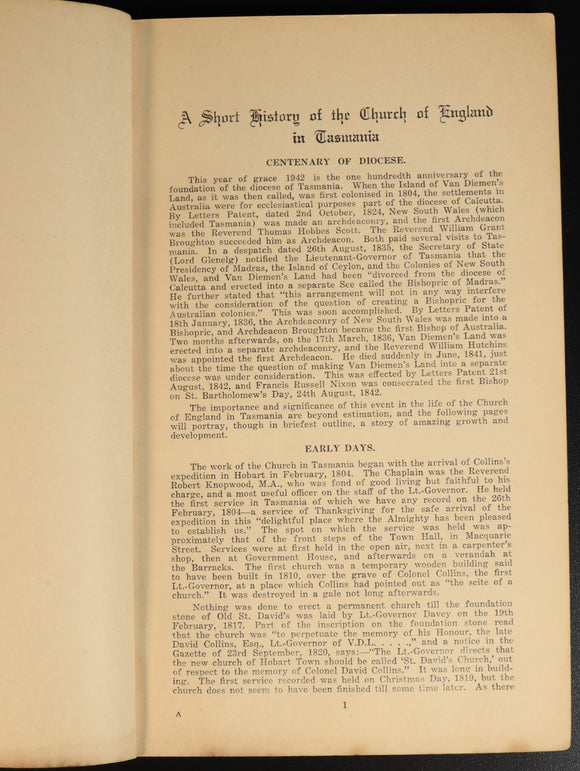 A Short History of the Church of England
in Tasmania
CENTENARY OF DIOCESE.
This year of grace 1942 is the one hundredth anniversary of the
foundation of the diocese of Tasmania. When the Island of Van Diemen's
Land, as it was then called, was first colonised in 1804, the settlements in
Australia were for ecclesiastical purposes part of the diocese of Calcutta.
By Letters Patent, dated 2nd October, 1824, New South Wales (which
included Tasmania) was made an archdeaconry, and the first Archdeacon
was the Reverend Thomas Hobbes Scott. The Reverend William Grant
Broughton succeeded him as Archdeacon. Both paid several visits to Tas-
mania. In a despatch dated 26th August, 1835, the Secretary of State
(Lord Glenelg) notified the Lieutenant-Governor of Tasmania that the
Presidency of Madras, the Island of Ceylon, and the Colonies of New South
Wales, and Van Diemen's Land had been "divorced from the diocese of
Calcutta and erected into a separate See called the Bishopric of Madras."
He further stated that "this arrangement will not in any way interfere
with the consideration of the question of creating a Bishopric for the
Australian colonies." This was soon accomplished. By Letters Patent of
18th January, 1836, the Archdeaconry of New South Wales was made into a
Bishopric, and Archdeacon Broughton became the first Bishop of Australia.
Two months afterwards, on the 17th March, 1836, Van Diemen's Land was
erected into a separate archdeaconry, and the Reverend William Hutchins
was appointed the first Archdeacon. He died suddenly in June, 1841, just
about the time the question of making Van Diemen's Land into a separate
diocese was under consideration. This was effected by Letters Patent 21st
August, 1842, and Francis Russell Nixon was consecrated the first Bishop
on St. Bartholomew's Day, 24th August, 1842.
The importance and significance of this event in the life of the Church
of England in Tasmania are beyond estimation, and the following pages
will portray, though in briefest outline, a story of amazing growth and
development.
EARLY DAYS.
The work of the Church in Tasmania began with the arrival of Collins's
expedition in Hobart in February, 1804. The Chaplain was the Reverend
Robert Knopwood, M.A., who was fond of good living but faithful to his
charge, and a most useful officer on the staff of the Lt.-Governor. He held
the first service in Tasmania of which we have any record on the 26th
February, 1804—a service of Thanksgiving for the safe arrival of the
expedition in this "delightful place where the Almighty has been pleased
to establish us." The spot on which the service was held was ap-
proximately that of the front steps of the Town Hall, in Macquarie
Street. Services were at first held in the open air, next in a carpenter's
shop, then at Government House, and afterwards on a verandah at
the Barracks. The first church was a temporary wooden building said
to have been built in 1810, over the grave of Colonel Collins, the first
Lt.-Governor, at a place which Collins had pointed out as "the scite of a
church." It was destroyed in a gale not long afterwards.
Nothing was done to erect a permanent church till the foundation
stone of Old St. David's was laid by Lt.-Governor Davey on the 19th
February, 1817. Part of the inscription on the foundation stone read
that the church was "to perpetuate the memory of his Honour, the late
David Collins, Esq., Lt.-Governor of V.D.L. . . . . ." and a notice in the
Gazette of 23rd September, 1820, says:—"The Lt.-Governor directs that
the new church of Hobart Town should be called 'St. David's Church,' out
of respect to the memory of Colonel David Collins." It was long in build-
ing. The first service recorded was held on Christmas Day, 1819, but the
church does not seem to have been finished till some time later. As there
1
A